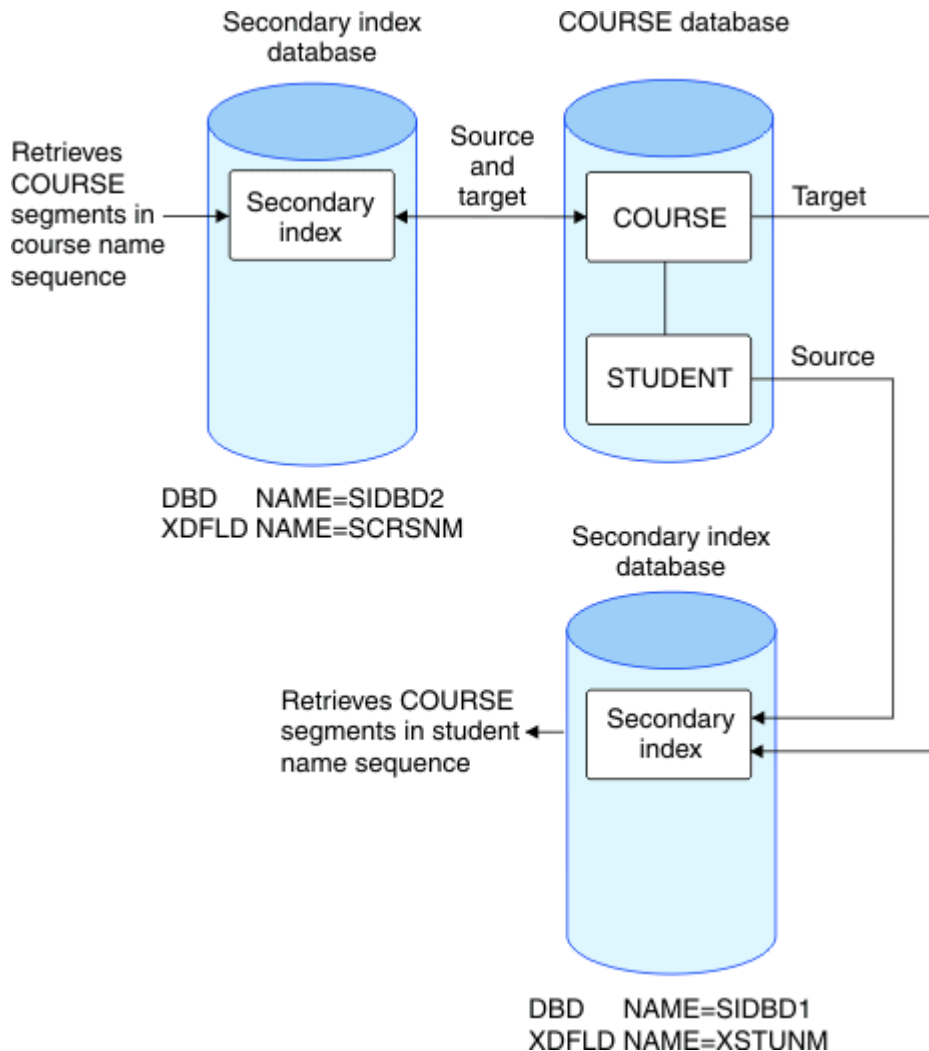 Secondary index
database
COURSE database
Retrieves
COURSE
segments in
course name
sequence
Secondary
index
Source
and
target
COURSE
Target
STUDENT
Source
DBD NAME=SIDBD2
XDFLD NAME=SCRSNM
Secondary index
database
Retrieves COURSE
segments in student
name sequence
Secondary
index
DBD NAME=SIDBD1
XDFLD NAME=XSTUNM